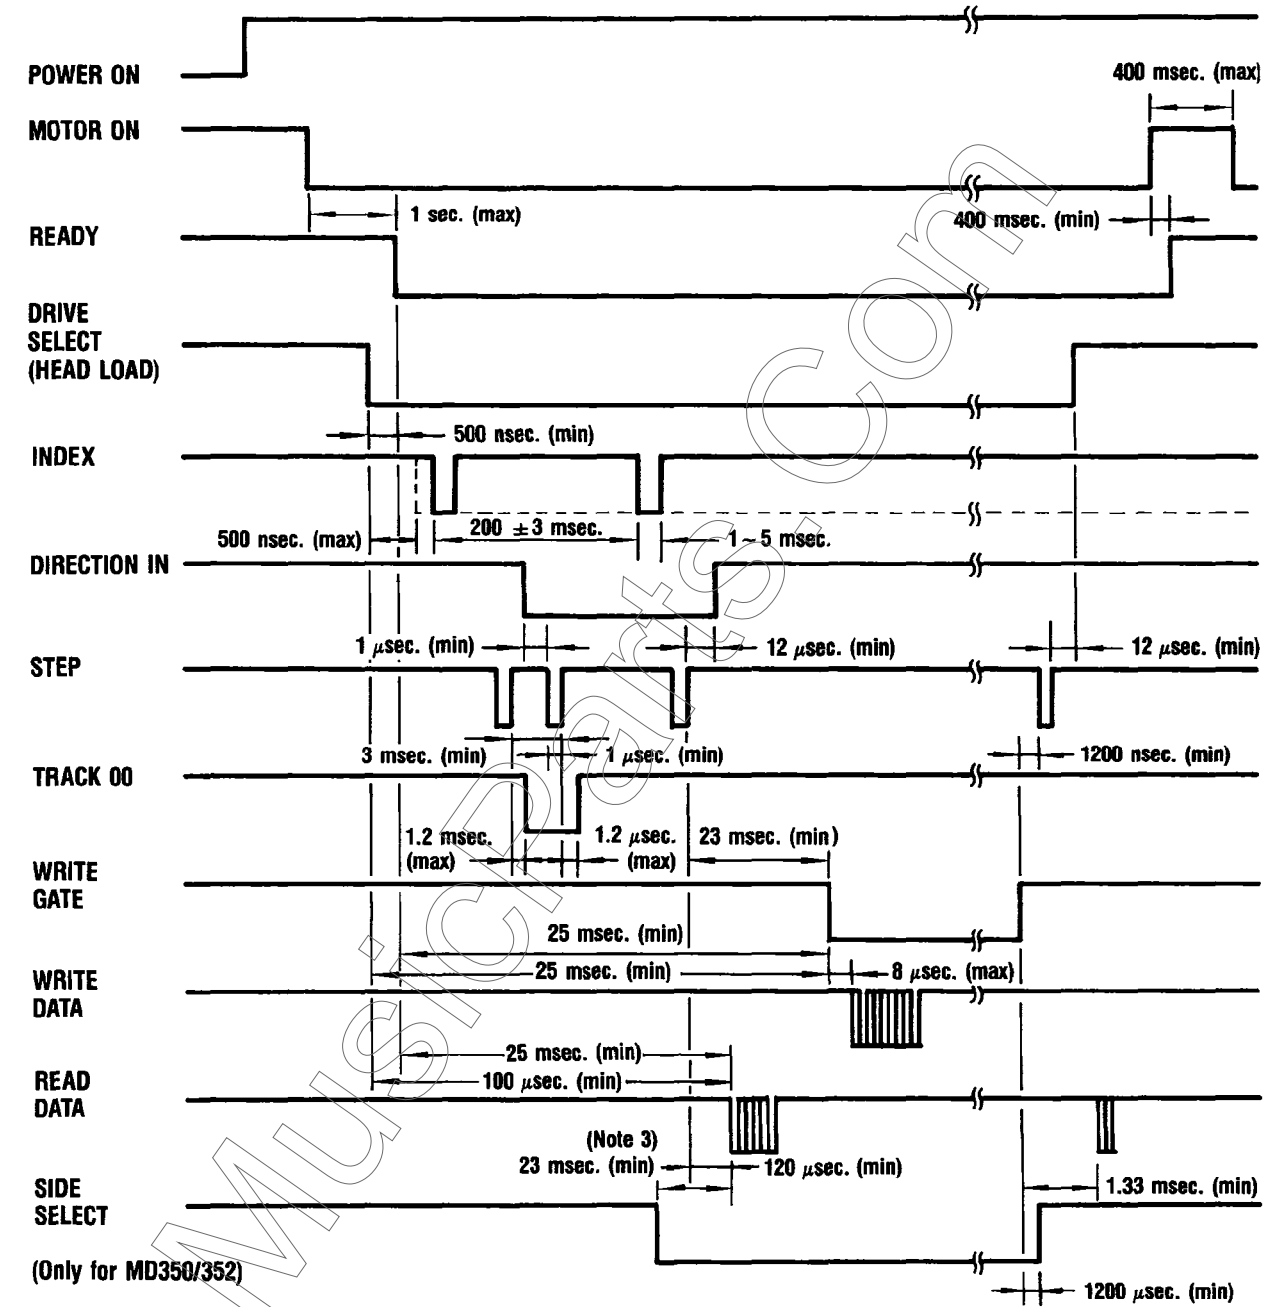 POWER ON
400 msec. (max)
MOTOR ON
1 sec. (max)
400 msec. (min)
READY
DRIVE
SELECT
(HEAD LOAD)
500 nsec. (min)
INDEX
200 ±3 msec.
500 nsec. (max)
1~5 msec.
DIRECTION IN
1 μsec. (min)
12 μsec. (min)
12 μsec. (min)
STEP
3 msec. (min)
1 μsec. (min)
1200 nsec. (min)
TRACK 00
1.2 msec.
(max)
1.2 μsec.
(max)
23 msec. (min)
WRITE
GATE
25 msec. (min)
25 msec. (min)
8 μsec. (max)
WRITE
DATA
25 msec. (min)
100 μsec. (min)
READ
DATA
(Note 3)
23 msec. (min)
120 μsec. (min)
1.33 msec. (min)
SIDE
SELECT
(Only for MD350/352)
1200 μsec. (min)
MusicParts.Com